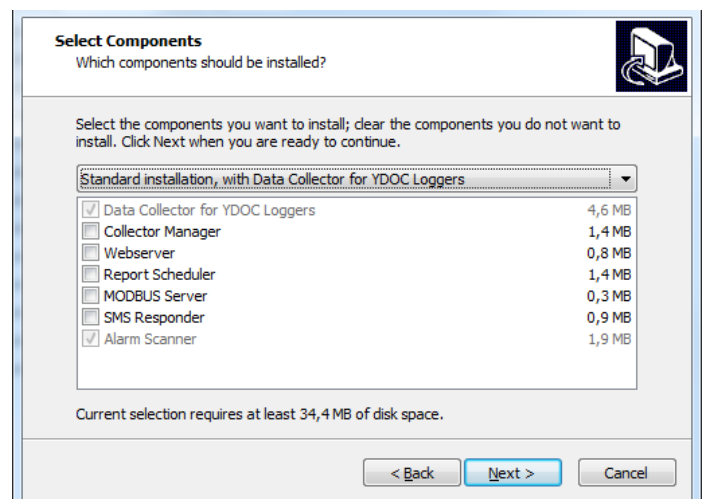 Select Components
Which components should be installed?
Select the components you want to install; clear the components you do not want to
install. Click Next when you are ready to continue.
Standard installation, with Data Collector for YDOC Loggers
Data Collector for YDOC Loggers 4,6 MB
Collector Manager 1,4 MB
Webserver 0,8 MB
Report Scheduler 1,4 MB
MODBUS Server 0,3 MB
SMS Responder 0,9 MB
Alarm Scanner 1,9 MB
Current selection requires at least 34,4 MB of disk space.
< Back Next > Cancel